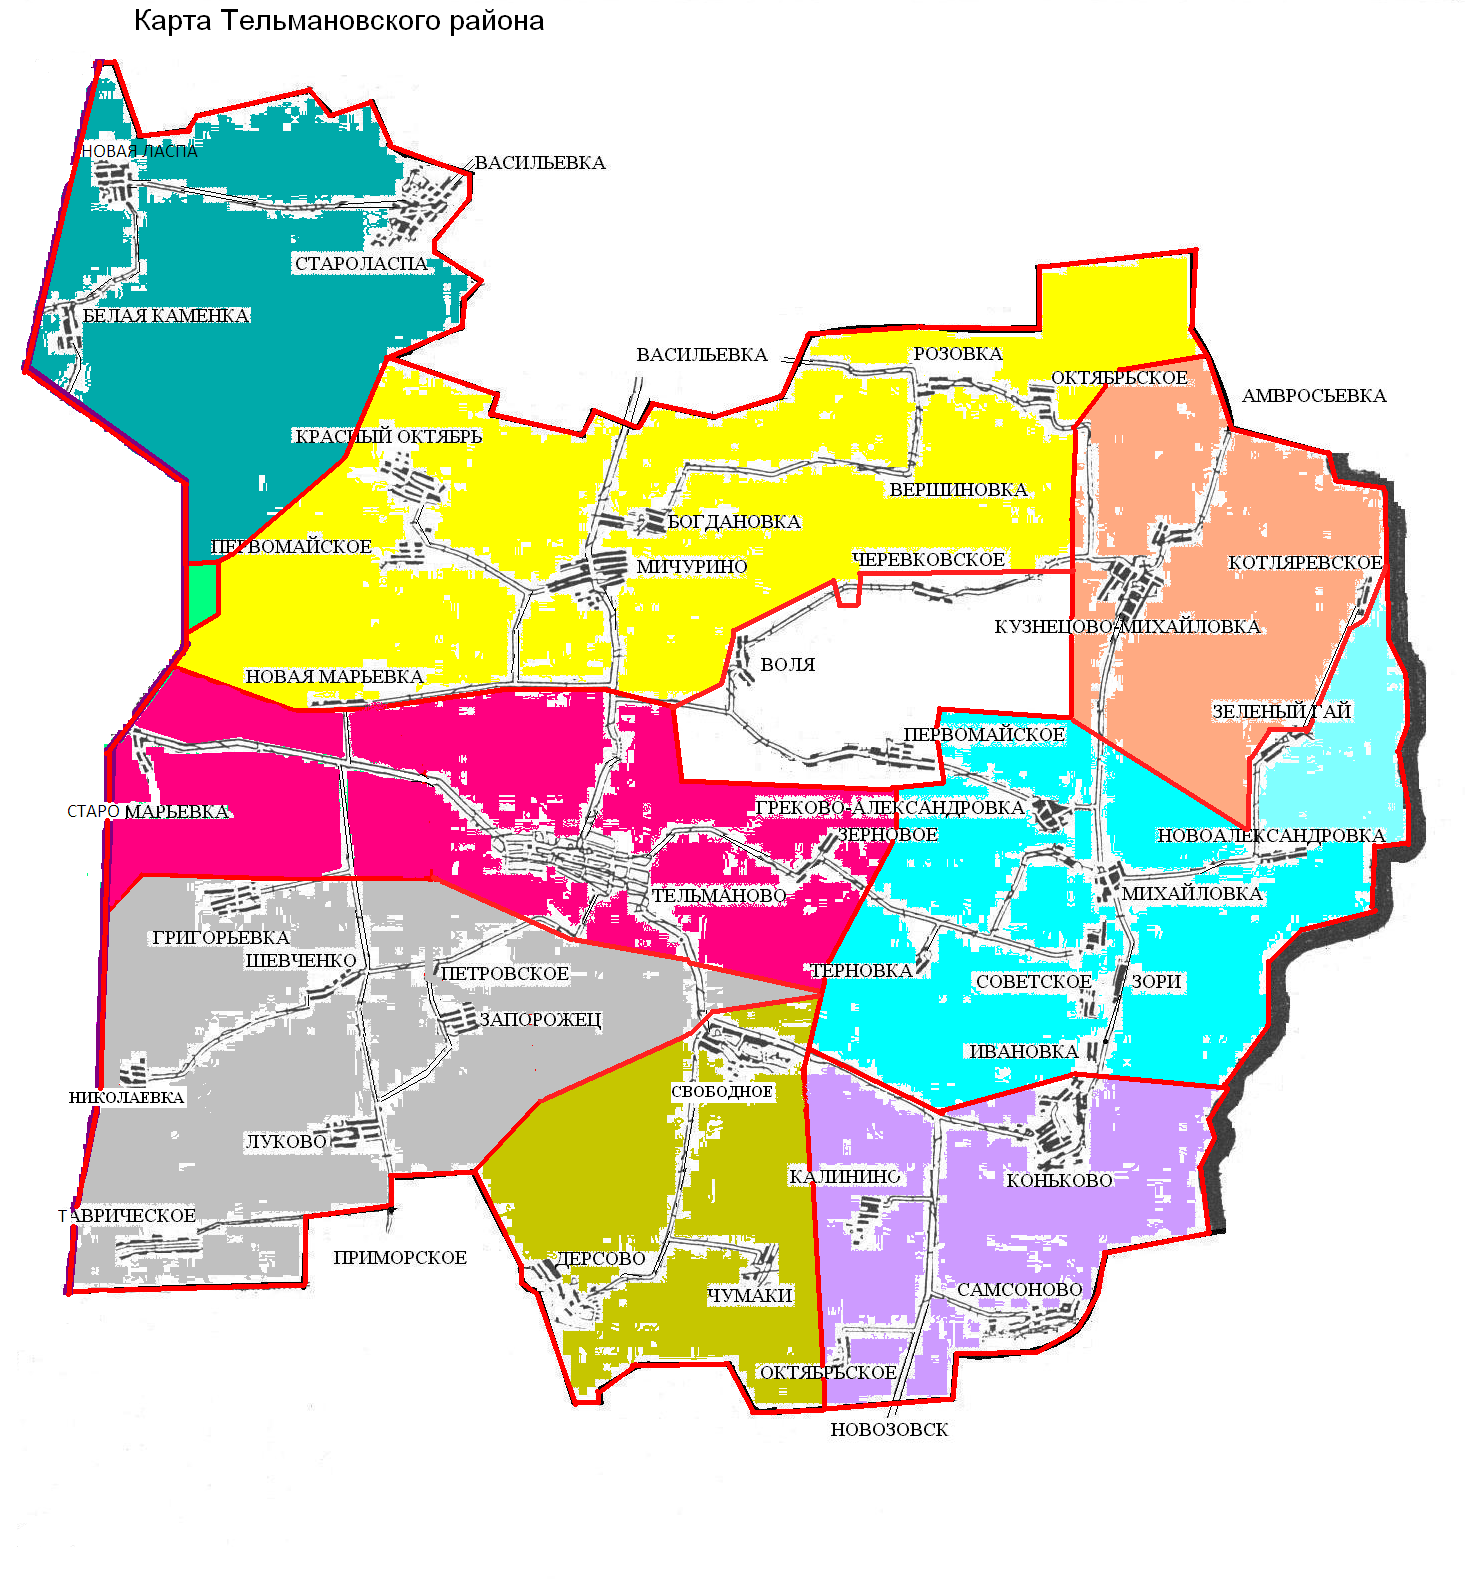 Карта Тельмановского района
НОВАЯ ЛАСПА
ВАСИЛЬЕВКА
СТАРОЛАСПА
БЕЛАЯ КАМЕНКА
ВАСИЛЬЕВКА
РОЗОВКА
ОКТЯБРЬСКОЕ
АМВРОСЬЕВКА
КРАСНЫЙ ОКТЯБРЬ
ВЕРШИНОВКА
БОГДАНОВКА
ПЕРВОМАЙСКОЕ
МИЧУРИНО
ЧЕРЕВКОВСКОЕ
КОТЛЯРЕВСКОЕ
КУЗНЕЦОВО-МИХАЙЛОВКА
ВОЛЯ
НОВАЯ МАРЬЕВКА
ЗЕЛЕНЫЙ ГАЙ
ПЕРВОМАЙСКОЕ
СТАРО МАРЬЕВКА
ГРЕКОВО-АЛЕКСАНДРОВКА
ЗЕРНОВОЕ
НОВОАЛЕКСАНДРОВКА
ТЕЛЬМАНОВО
МИХАЙЛОВКА
ГРИГОРЬЕВКА
ШЕВЧЕНКО
ПЕТРОВСКОЕ
ТЕРНОВКА
СОВЕТСКОЕ
ЗОРИ
ЗАПОРОЖЕЦ
ИВАНОВКА
НИКОЛАЕВКА
СВОБОДНОЕ
ЛУКОВО
КАЛИНИНО
КОНЬКОВО
ТАВРИЧЕСКОЕ
ПРИМОРСКОЕ
ДЕРСОВО
ЧУМАКИ
САМСОНОВО
ОКТЯБРЬСКОЕ
НОВОЗОВСК